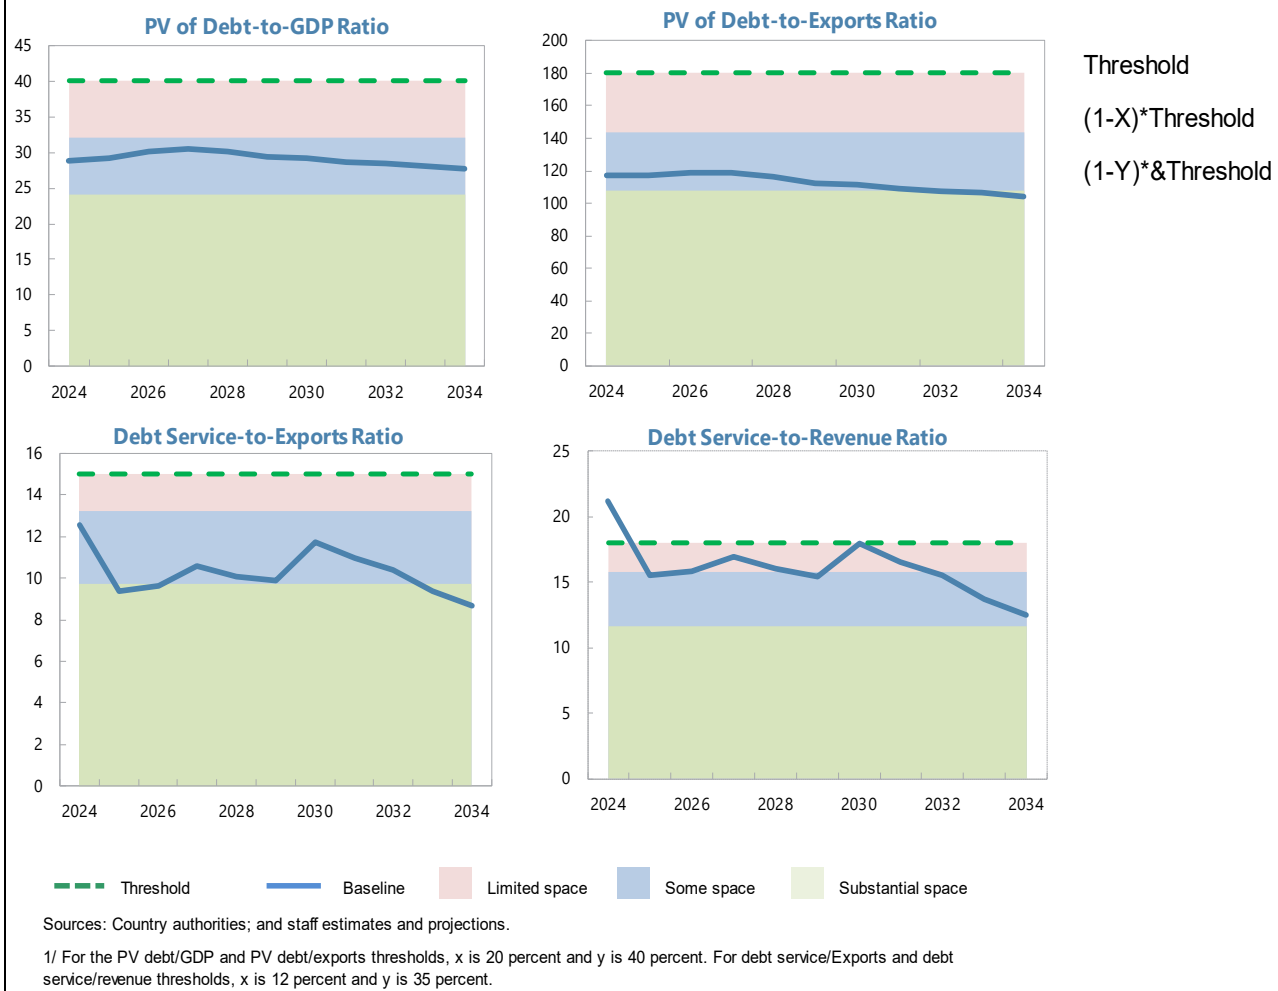 PV of Debt-to-GDP Ratio
45
40
35
30
25
20
15
10
5
0
2024 2026 2028 2030 2032 2034
PV of Debt-to-Exports Ratio
200
180
160
140
120
100
80
60
40
20
0
2024 2026 2028 2030 2032 2034
Threshold
(1-X)*Threshold
(1-Y)*&Threshold
Debt Service-to-Exports Ratio
16
14
12
10
8
6
4
2
0
2024 2026 2028 2030 2032 2034
Debt Service-to-Revenue Ratio
25
20
15
10
5
0
2024 2026 2028 2030 2032 2034
Threshold Baseline Limited space Some space Substantial space
Sources: Country authorities; and staff estimates and projections.
1/ For the PV debt/GDP and PV debt/exports thresholds, x is 20 percent and y is 40 percent. For debt service/Exports and debt
service/revenue thresholds, x is 12 percent and y is 35 percent.